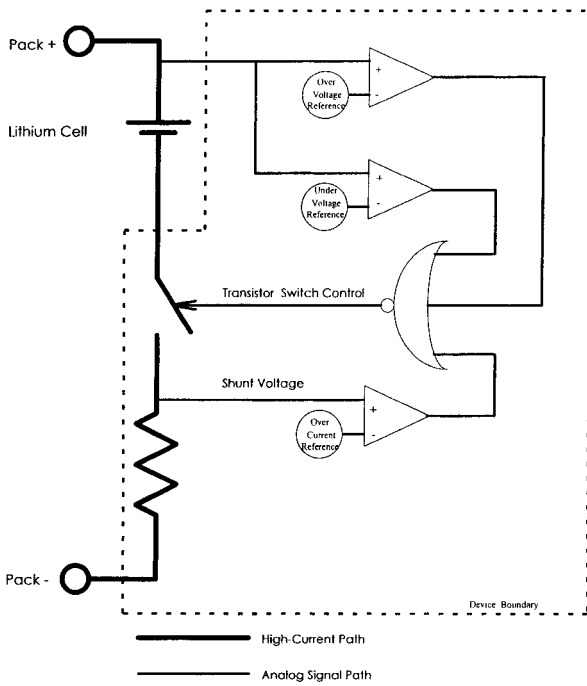 Pack +
Lithium Cell
Over
Voltage
Reference
+
-
Under
Voltage
Reference
+
-
Transistor Switch Control
Shunt Voltage
Over
Current
Reference
+
-
Pack -
Device Boundary
High-Current Path
Analog Signal Path